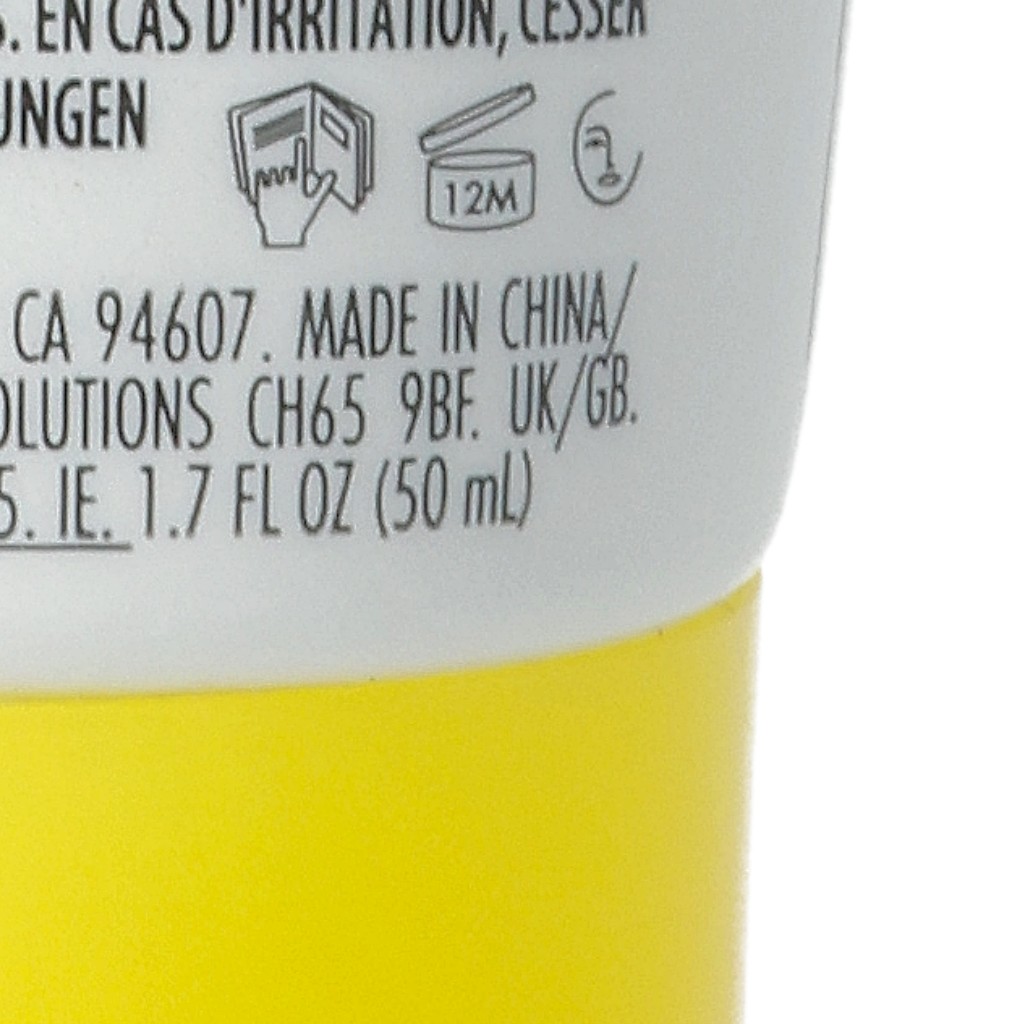 S. EN CAS D'IRRITATION, CESSER
UNGEN
12M
CA 94607. MADE IN CHINA/
OLUTIONS CH65 9BF. UK/GB.
5. IE. 1.7 FL OZ (50 mL)